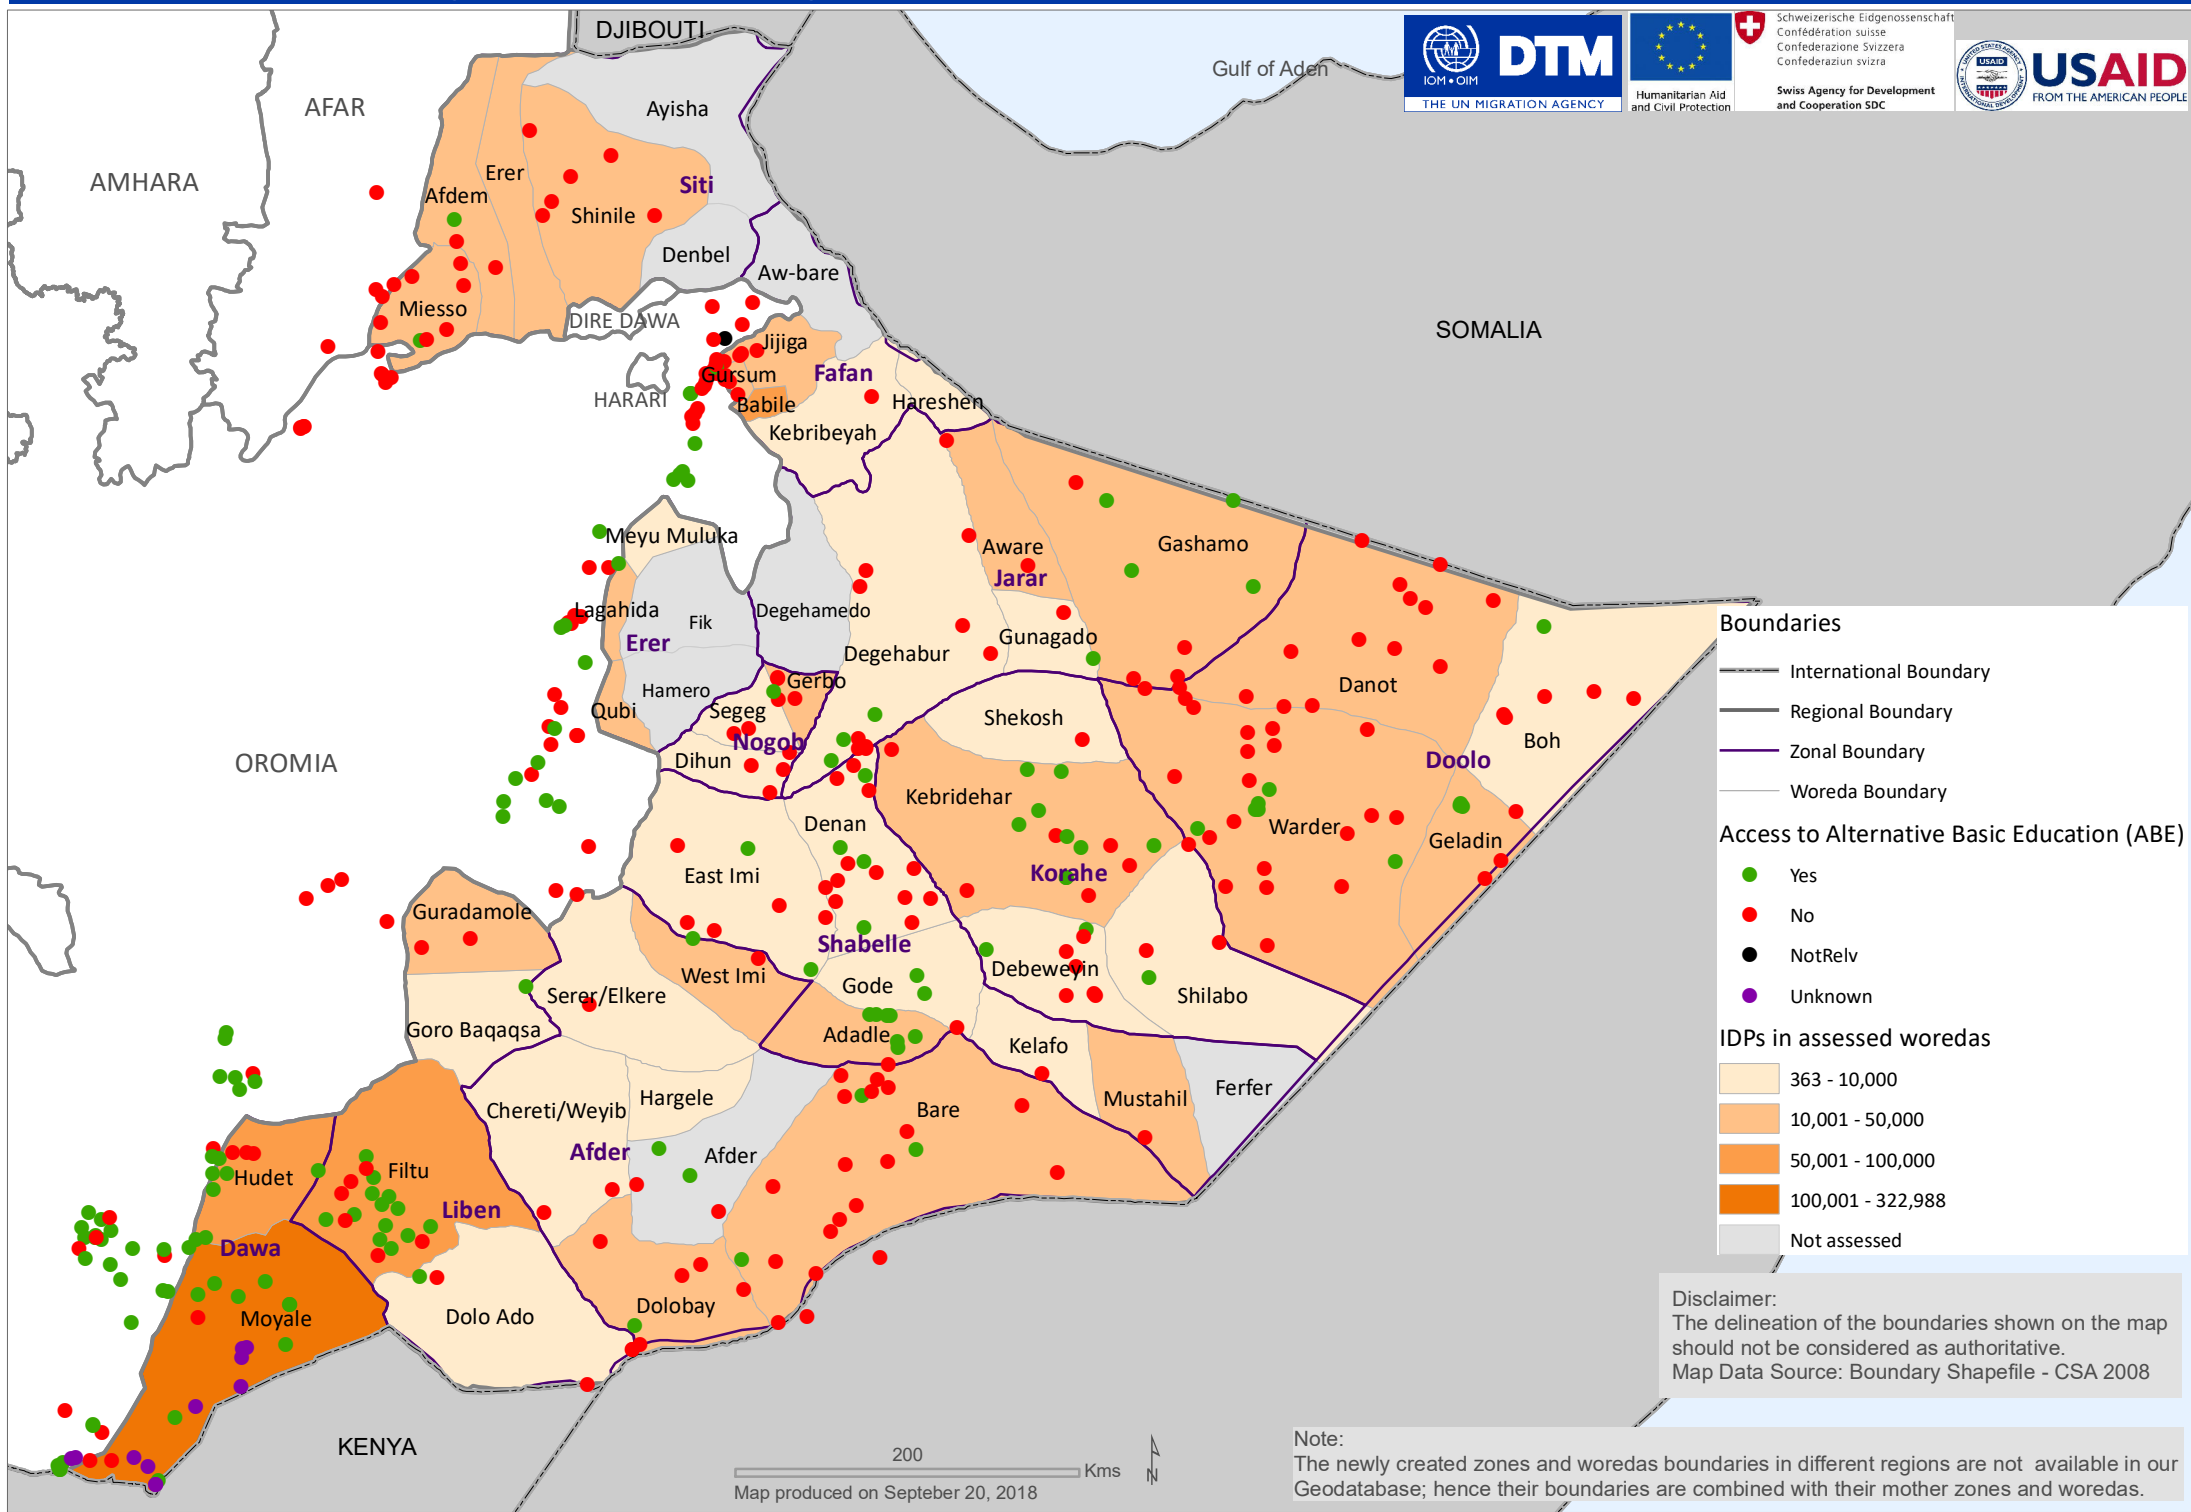 DJIBOUTI
Gulf of Aden
IOM • OIM
DTM
THE UN MIGRATION AGENCY
Humanitarian Aid
and Civil Protection
Schweizerische Eidgenossenschaft
Confédération suisse
Confederazione Svizzera
Confederaziun svizra
Swiss Agency for Development
and Cooperation SDC
USAID
USAID
FROM THE AMERICAN PEOPLE
AFAR
AMHARA
Ayisha
Erer
Afdem
Siti
Shinile
Denbel
Aw-bare
Miesso
DIRE DAWA
SOMALIA
Jijiga
Gursum
Fafan
HARARI
Babile
Hareshen
Kebribeyah
Meyu Muluka
Aware
Gashamo
Jarar
Lagahida
Fik
Degehamedo
Erer
Gunagado
Degehabur
Hamero
Gerbo
Danot
Qubi
Segeg
Shekosh
Nogob
Boh
OROMIA
Dihun
Doolo
Kebridehar
Denan
Warder
Geladin
East Imi
Korahe
Guradamole
Shabelle
West Imi
Debeweyin
Gode
Serer/Elkere
Shilabo
Goro Baqaqsa
Adadle
Kelafo
Ferfer
Hargele
Mustahil
Chereti/Weyib
Bare
Afder
Afder
Hudet
Filtu
Liben
Dawa
Dolobay
Moyale
Dolo Ado
KENYA
Boundaries
International Boundary
Regional Boundary
Zonal Boundary
Woreda Boundary
Access to Alternative Basic Education (ABE)
Yes
No
NotRelv
Unknown
IDPs in assessed woredas
363 - 10,000
10,001 - 50,000
50,001 - 100,000
100,001 - 322,988
Not assessed
Disclaimer:
The delineation of the boundaries shown on the map
should not be considered as authoritative.
Map Data Source: Boundary Shapefile - CSA 2008
200
Kms
N
Map produced on Septeber 20, 2018
Note:
The newly created zones and woredas boundaries in different regions are not available in our
Geodatabase; hence their boundaries are combined with their mother zones and woredas.